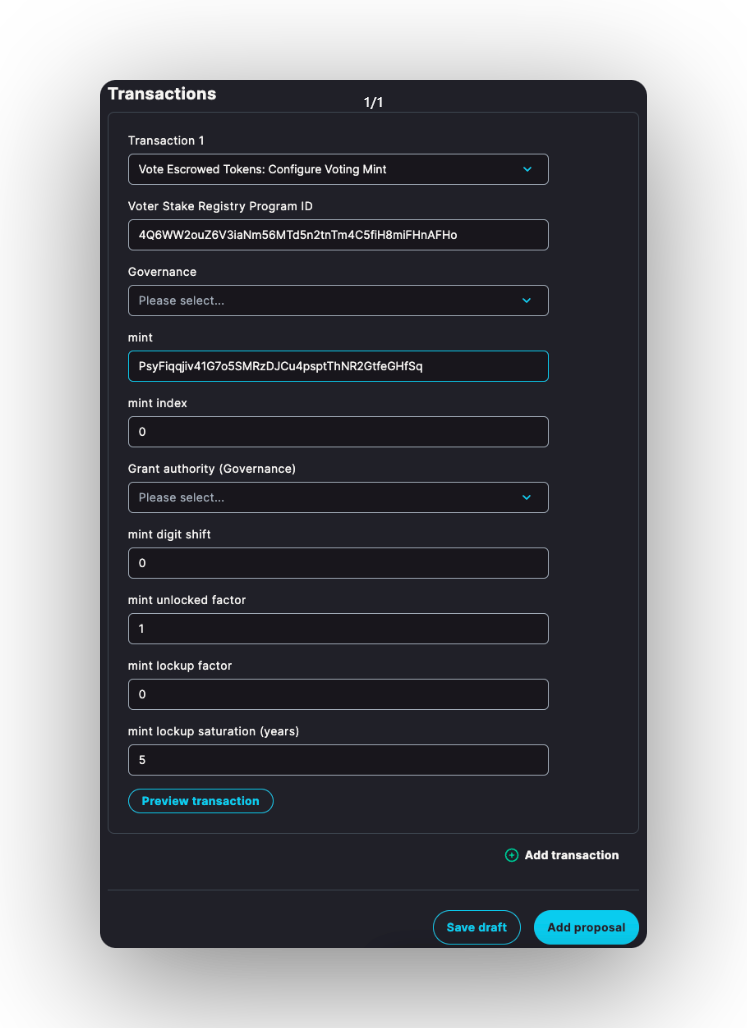 Transactions
1/1
Transaction 1
Vote Escrowed Tokens: Configure Voting Mint
Voter Stake Registry Program ID
4Q6WW2ouZ6V3iaNm56MTd5n2tnTm4C5fiH8miFHnAFHo
Governance
Please select...
mint
PsyFiqqjiv41G7o5SMRzDJCu4psptThNR2GtfeGHfSq
mint index
0
Grant authority (Governance)
Please select...
mint digit shift
0
mint unlocked factor
1
mint lockup factor
0
mint lockup saturation (years)
5
Preview transaction
Add transaction
Save draft
Add proposal